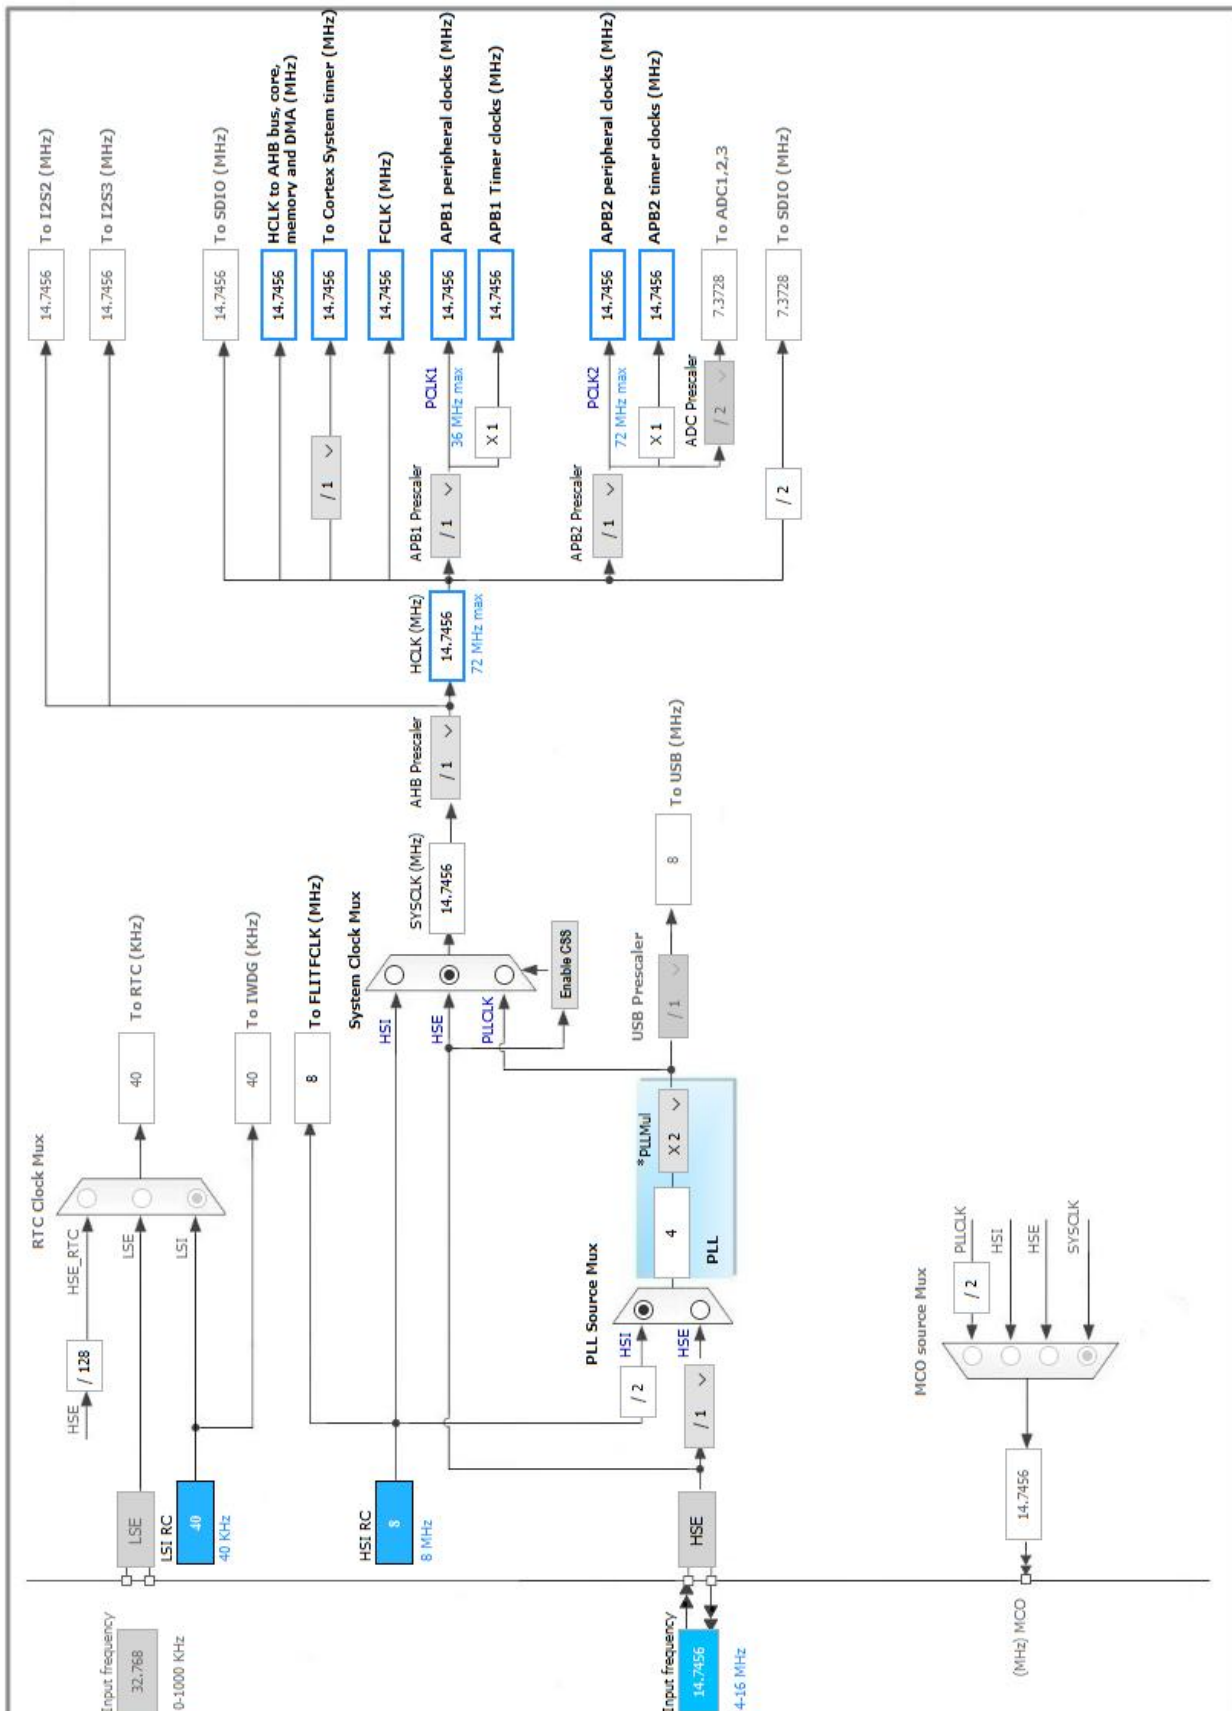 RTC Clock Mux
HSE
/ 128
HSE_RTC
Input frequency
32.768
0-1000 KHz
LSE
LSE
40
To RTC (KHz)
LSI RC
40
40 KHz
LSI
40
To IWDG (KHz)
8
To FLITFCLK (MHz)
HSI RC
8
8 MHz
System Clock Mux
HSI
HSE
PLLCLK
Enable CSS
SYSCLK (MHz)
14.7456
AHB Prescaler
/ 1
HCLK (MHz)
14.7456
72 MHz max
14.7456
To I2S2 (MHz)
14.7456
To I2S3 (MHz)
14.7456
To SDIO (MHz)
14.7456
HCLK to AHB bus, core,
memory and DMA (MHz)
/ 1
14.7456
To Cortex System timer (MHz)
14.7456
FCLK (MHz)
APB1 Prescaler
/ 1
PCLK1
36 MHz max
14.7456
APB1 peripheral clocks (MHz)
X 1
14.7456
APB1 Timer clocks (MHz)
APB2 Prescaler
/ 1
PCLK2
72 MHz max
14.7456
APB2 peripheral clocks (MHz)
X 1
14.7456
APB2 timer clocks (MHz)
ADC Prescaler
/ 2
7.3728
To ADC1,2,3
/ 2
7.3728
To SDIO (MHz)
PLL Source Mux
/ 2
HSI
Input frequency
14.7456
4-16 MHz
HSE
/ 1
HSE
4
*PLLMul
X 2
PLL
USB Prescaler
/ 1
8
To USB (MHz)
MCO source Mux
(MHz) MCO
14.7456
/ 2
PLLCLK
HSI
HSE
SYSCLK